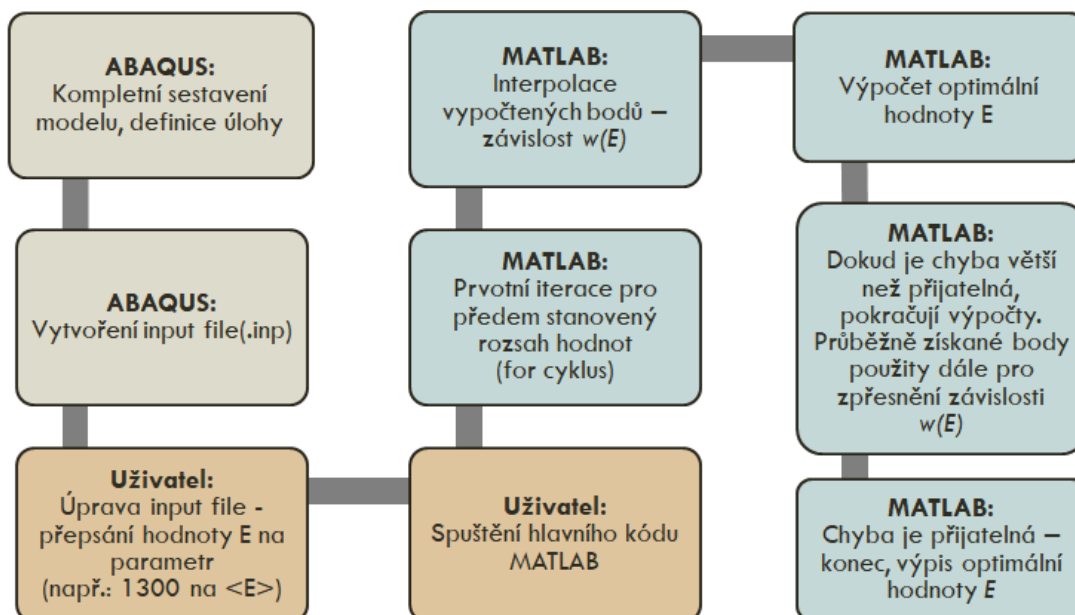 ABAQUS:
Kompletní sestavení
modelu, definice úlohy
ABAQUS:
Vytvoření input file(.inp)
Uživatel:
Úprava input file -
přepsání hodnoty E na
parametr
(např.: 1300 na <E>)
Uživatel:
Spuštění hlavního kódu
MATLAB
MATLAB:
Prvotní iterace pro
předem stanovený
rozsah hodnot
(for cyklus)
MATLAB:
Interpolace
vypočtených bodů –
závislost w(E)
MATLAB:
Výpočet optimální
hodnoty E
MATLAB:
Dokud je chyba větší
než přijatelná,
pokračují výpočty.
Průběžně získané body
použity dále pro
zpřesnění závislosti
w(E)
MATLAB:
Chyba je přijatelná –
konec, výpis optimální
hodnoty E